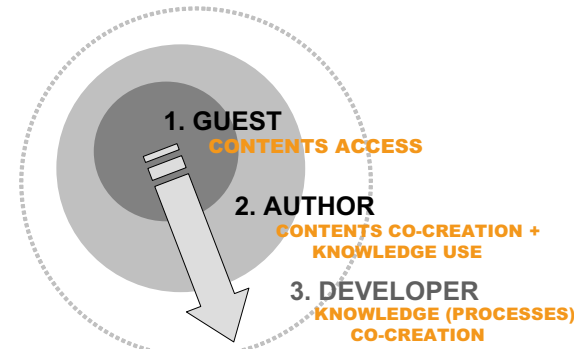 1. GUEST
CONTENTS ACCESS
2. AUTHOR
CONTENTS CO-CREATION +
KNOWLEDGE USE
3. DEVELOPER
KNOWLEDGE (PROCESSES)
CO-CREATION